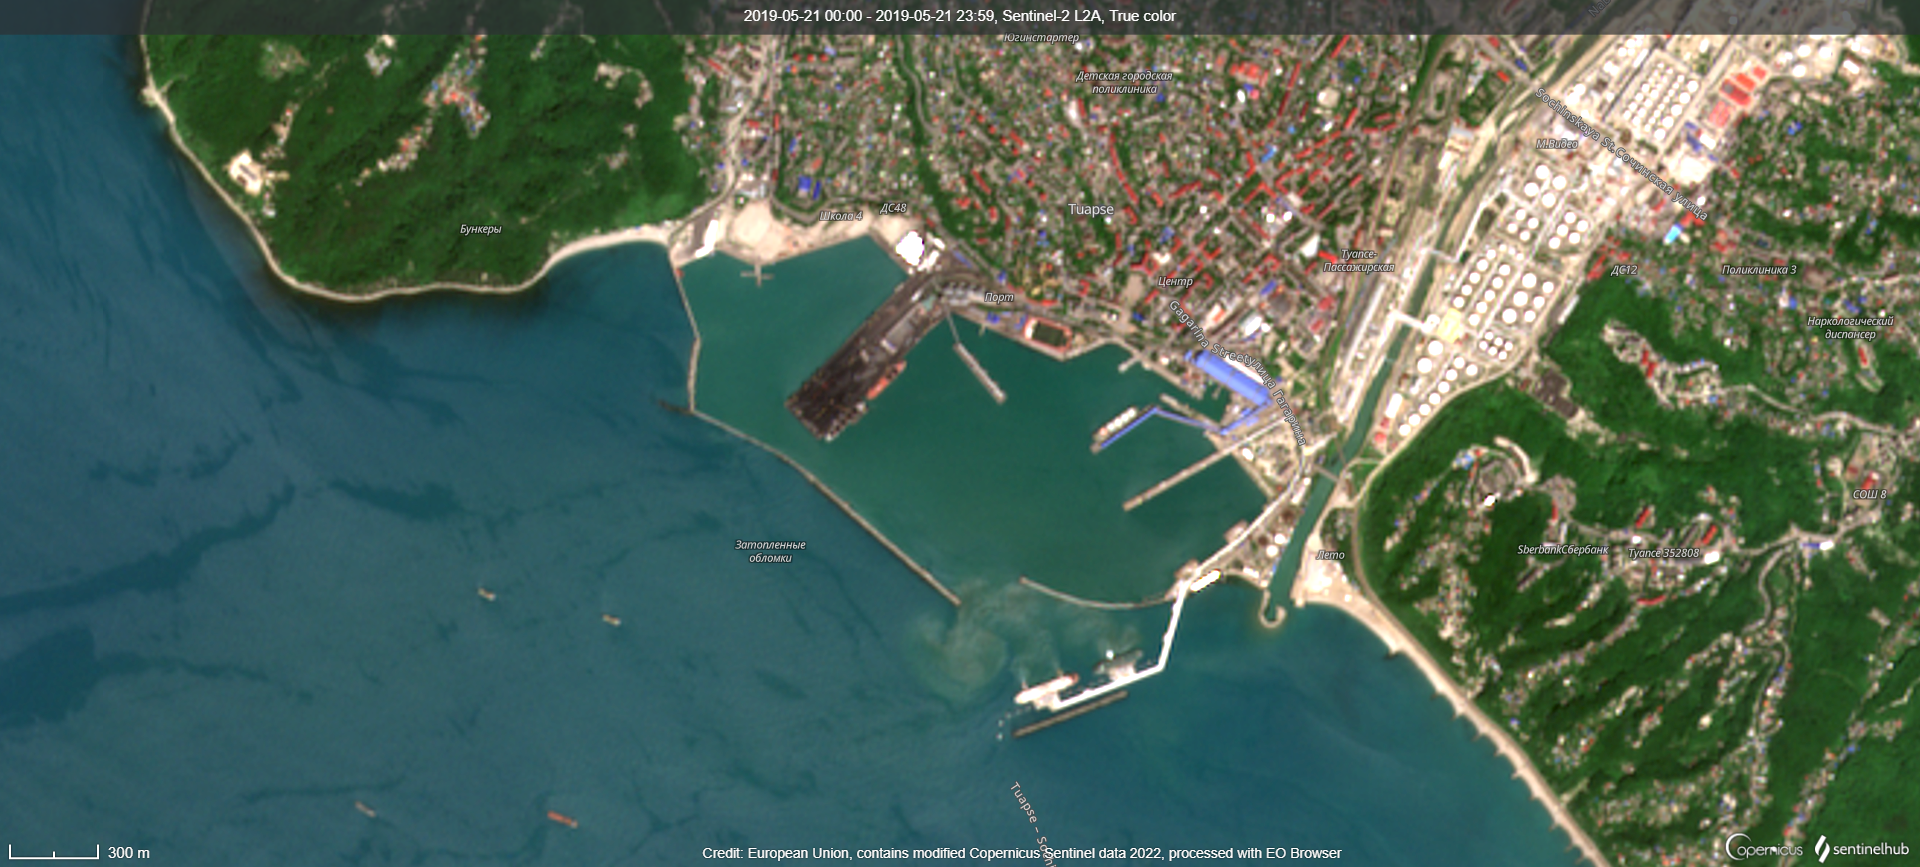 2019-05-21 00:00 - 2019-05-21 23:59, Sentinel-2 L2A, True color
Югинстартер
Детская городская
поликлиника
Sochinskaya St.Сочинская улица
М.Видео
Школа 4
ДС48
Tuapse
Бункеры
Туапсе-
Пассажирская
ДС12
Поликлиника 3
Центр
Порт
Gagarina Streetулица Гагарина
Наркологический
диспансер
СОШ 8
Затопленные
обломки
Лето
SberbankСбербанк
Туапсе 352808
Tuapse – Sochi
300 m
Credit: European Union, contains modified Copernicus Sentinel data 2022, processed with EO Browser
Copernicus
sentinelhub